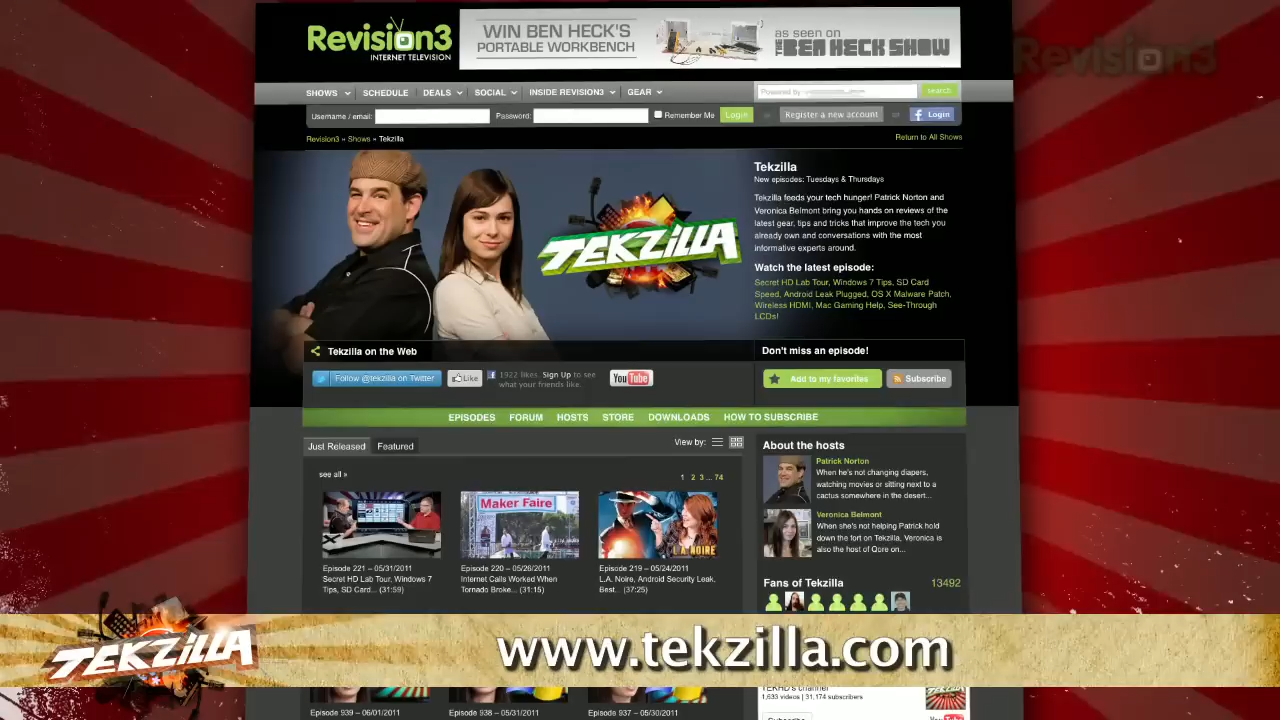 Revision3
INTERNET TELEVISION
WIN BEN HECK'S
PORTABLE WORKBENCH
as seen on
THE BEN HECK SHOW
Revision3
SHOWS SCHEDULE DEALS SOCIAL INSIDE REVISION3 GEAR
Powered by
search
Username / email: Password: Remember Me Login or Register a new account or Login
Revision3 » Shows » Tekzilla
Return to All Shows
TEKZILLA
Tekzilla
New episodes: Tuesdays & Thursdays
Tekzilla feeds your tech hunger! Patrick Norton and
Veronica Belmont bring you hands on reviews of the
latest gear, tips and tricks that improve the tech you
already own and conversations with the most
informative experts around.
Watch the latest episode:
Secret HD Lab Tour, Windows 7 Tips, SD Card
Speed, Android Leak Plugged, OS X Malware Patch,
Wireless HDMI, Mac Gaming Help, See-Through
LCDs!
Tekzilla on the Web
Follow @tekzilla on Twitter
Like
1922 likes. Sign Up to see
what your friends like.
YouTube
Don't miss an episode!
Add to my favorites
Subscribe
EPISODES FORUM HOSTS STORE DOWNLOADS HOW TO SUBSCRIBE
Just Released Featured
View by:
see all »
1 2 3 ... 74
Maker Faire
L.A. NOIRE
Episode 221 – 05/31/2011
Secret HD Lab Tour, Windows 7
Tips, SD Card... (31:59)
Episode 220 – 05/26/2011
Internet Calls Worked When
Tornado Broke... (31:15)
Episode 219 – 05/24/2011
L.A. Noire, Android Security Leak,
Best... (37:25)
About the hosts
Patrick Norton
When he's not changing diapers,
watching movies or sitting next to a
cactus somewhere in the desert...
Veronica Belmont
When she's not helping Patrick hold
down the fort on Tekzilla, Veronica is
also the host of Qore on...
Fans of Tekzilla 13492
TEKZILLA
www.tekzilla.com
TEKHD's channel
1,633 videos | 31,174 subscribers
Subscribe
Episode 939 – 06/01/2011
Episode 938 – 05/31/2011
Episode 937 – 05/30/2011